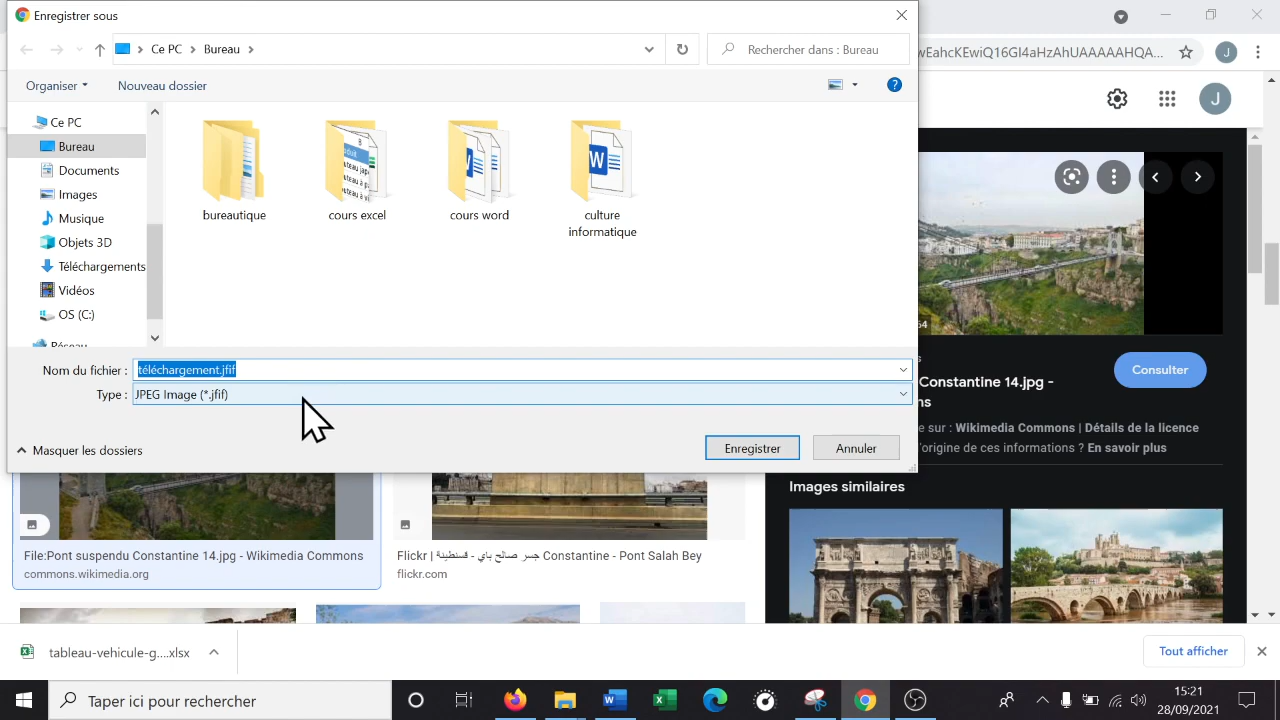 Enregistrer sous
Ce PC
Bureau
Rechercher dans : Bureau
wEahcKEwiQ16Gl4aHzAhUAAAAAHQA...
J
Organiser
Nouveau dossier
?
J
Ce PC
Bureau
Documents
Images
Musique
Objets 3D
Téléchargements
Vidéos
OS (C:)
Réseau
bureautique
cours excel
cours word
culture
informatique
Nom du fichier :
téléchargement.jfif
Type :
JPEG Image (*.jfif)
Masquer les dossiers
Enregistrer
Annuler
64
s
Constantine 14.jpg -
ns
Consulter
e sur : Wikimedia Commons | Détails de la licence
'origine de ces informations ? En savoir plus
Images similaires
File:Pont suspendu Constantine 14.jpg - Wikimedia Commons
commons.wikimedia.org
Flickr | جسر صالح باي - قسنطينة Constantine - Pont Salah Bey
flickr.com
tableau-vehicule-g....xlsx
Tout afficher
Taper ici pour rechercher
15:21
28/09/2021